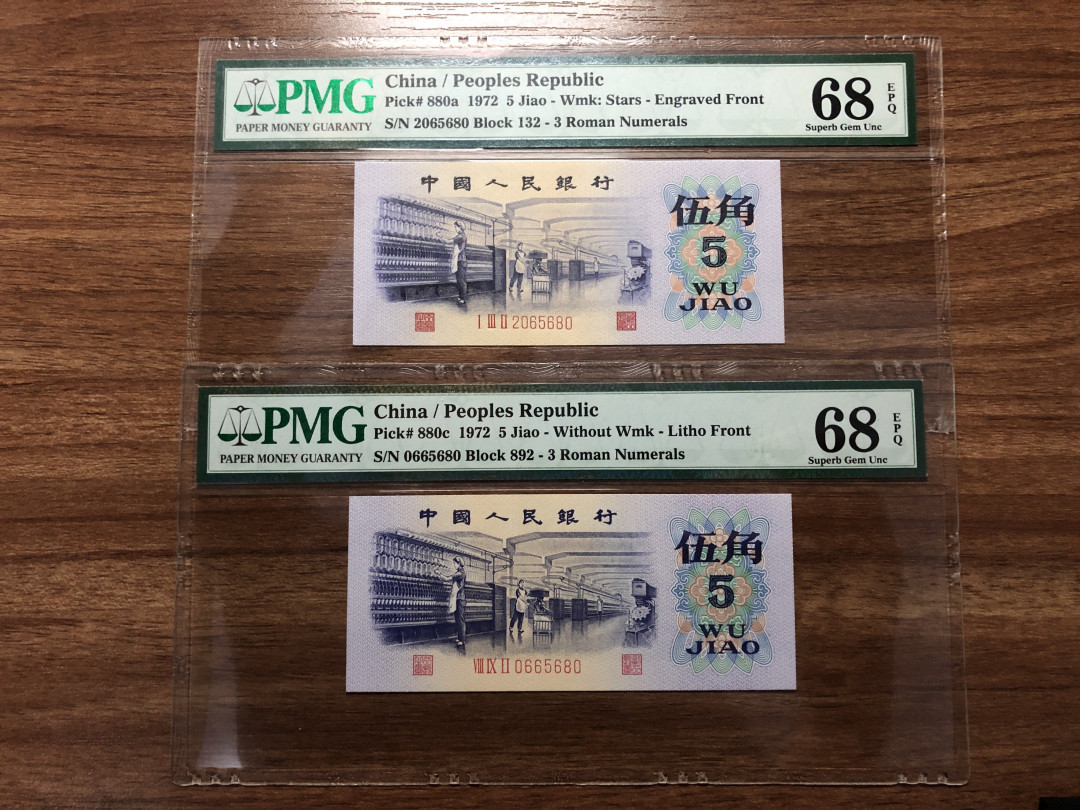 PMG
PAPER MONEY GUARANTY
China / Peoples Republic
Pick# 880a 1972 5 Jiao - Wmk: Stars - Engraved Front
S/N 2065680 Block 132 - 3 Roman Numerals
68
EPQ
Superb Gem Unc
中國人民銀行
伍角
5
WU
JIAO
I III II 2065680
PMG
PAPER MONEY GUARANTY
China / Peoples Republic
Pick# 880c 1972 5 Jiao - Without Wmk - Litho Front
S/N 0665680 Block 892 - 3 Roman Numerals
68
EPQ
Superb Gem Unc
中國人民銀行
伍角
5
WU
JIAO
VIII IX II 0665680